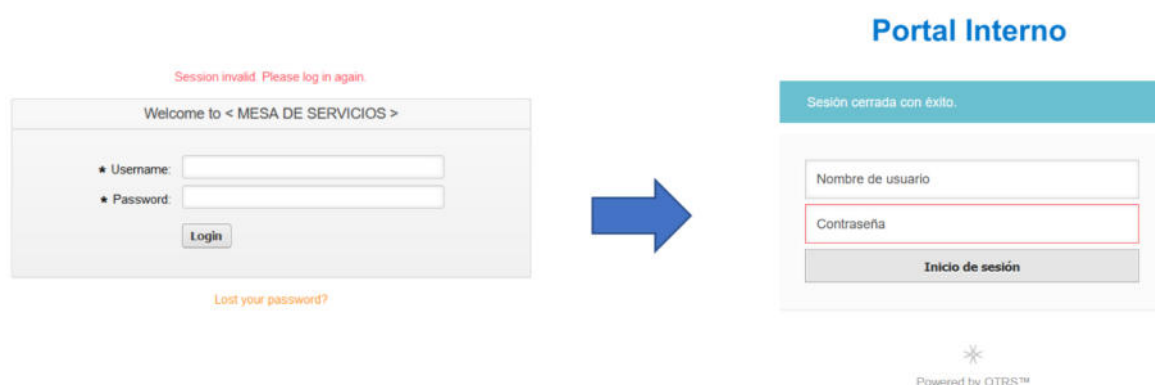 Session invalid. Please log in again.
Welcome to < MESA DE SERVICIOS >
★ Username:
★ Password:
Login
Lost your password?
Portal Interno
Sesión cerrada con éxito.
Nombre de usuario
Contraseña
Inicio de sesión
Powered by OTRS™